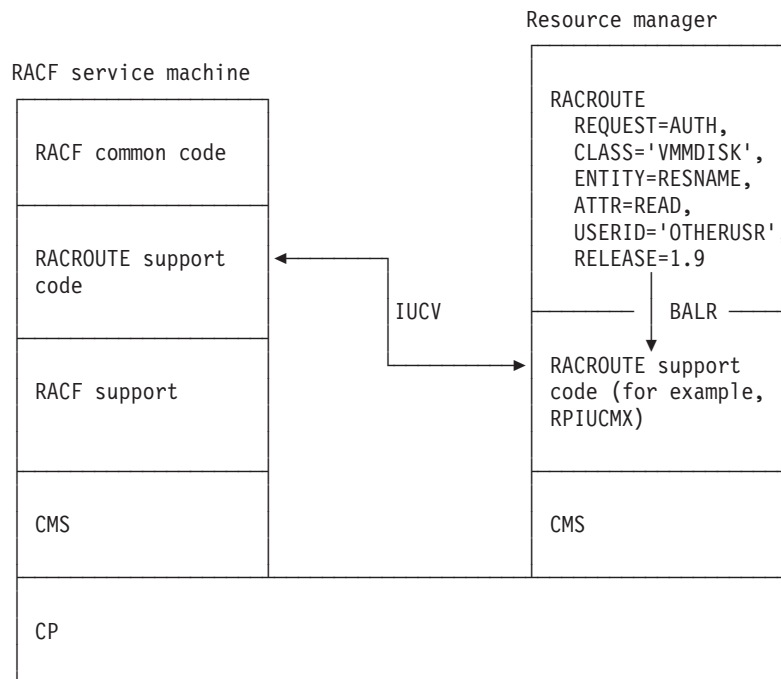 Resource manager
RACF service machine
RACF common code
RACROUTE support
code
RACF support
CMS
CP
IUCV
RACROUTE
REQUEST=AUTH,
CLASS='VMMDISK',
ENTITY=RESNAME,
ATTR=READ,
USERID='OTHERUSR'
RELEASE=1.9
BALR
RACROUTE support
code (for example,
RPIUCMX)
CMS